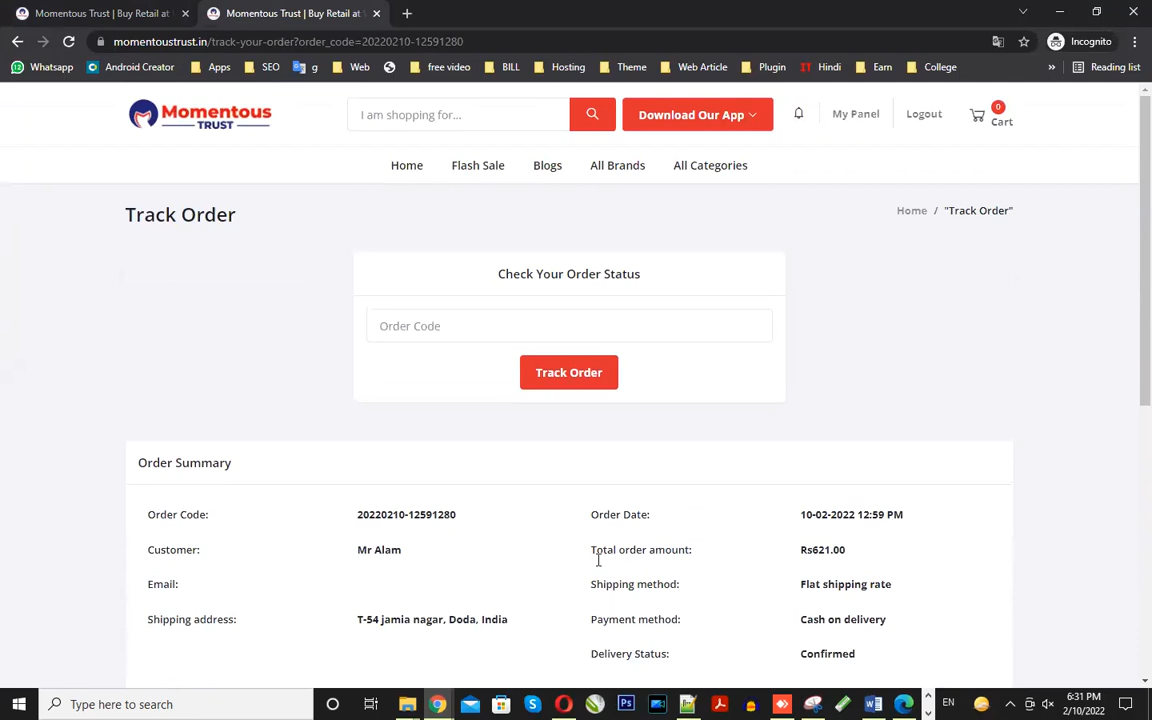 Momentous Trust | Buy Retail at
Momentous Trust | Buy Retail at
momentoustrust.in/track-your-order?order_code=20220210-12591280
Incognito
Whatsapp Android Creator Apps SEO g Web free video BILL Hosting Theme Web Article Plugin Hindi Earn College » Reading list
Momentous TRUST
I am shopping for...
Download Our App
My Panel
Logout
0
Cart
Home Flash Sale Blogs All Brands All Categories
Track Order
Home / "Track Order"
Check Your Order Status
Order Code
Track Order
Order Summary
Order Code: 20220210-12591280 Order Date: 10-02-2022 12:59 PM
Customer: Mr Alam Total order amount: Rs621.00
Email: Shipping method: Flat shipping rate
Shipping address: T-54 jamia nagar, Doda, India Payment method: Cash on delivery
Delivery Status: Confirmed
Type here to search
EN
6:31 PM
2/10/2022